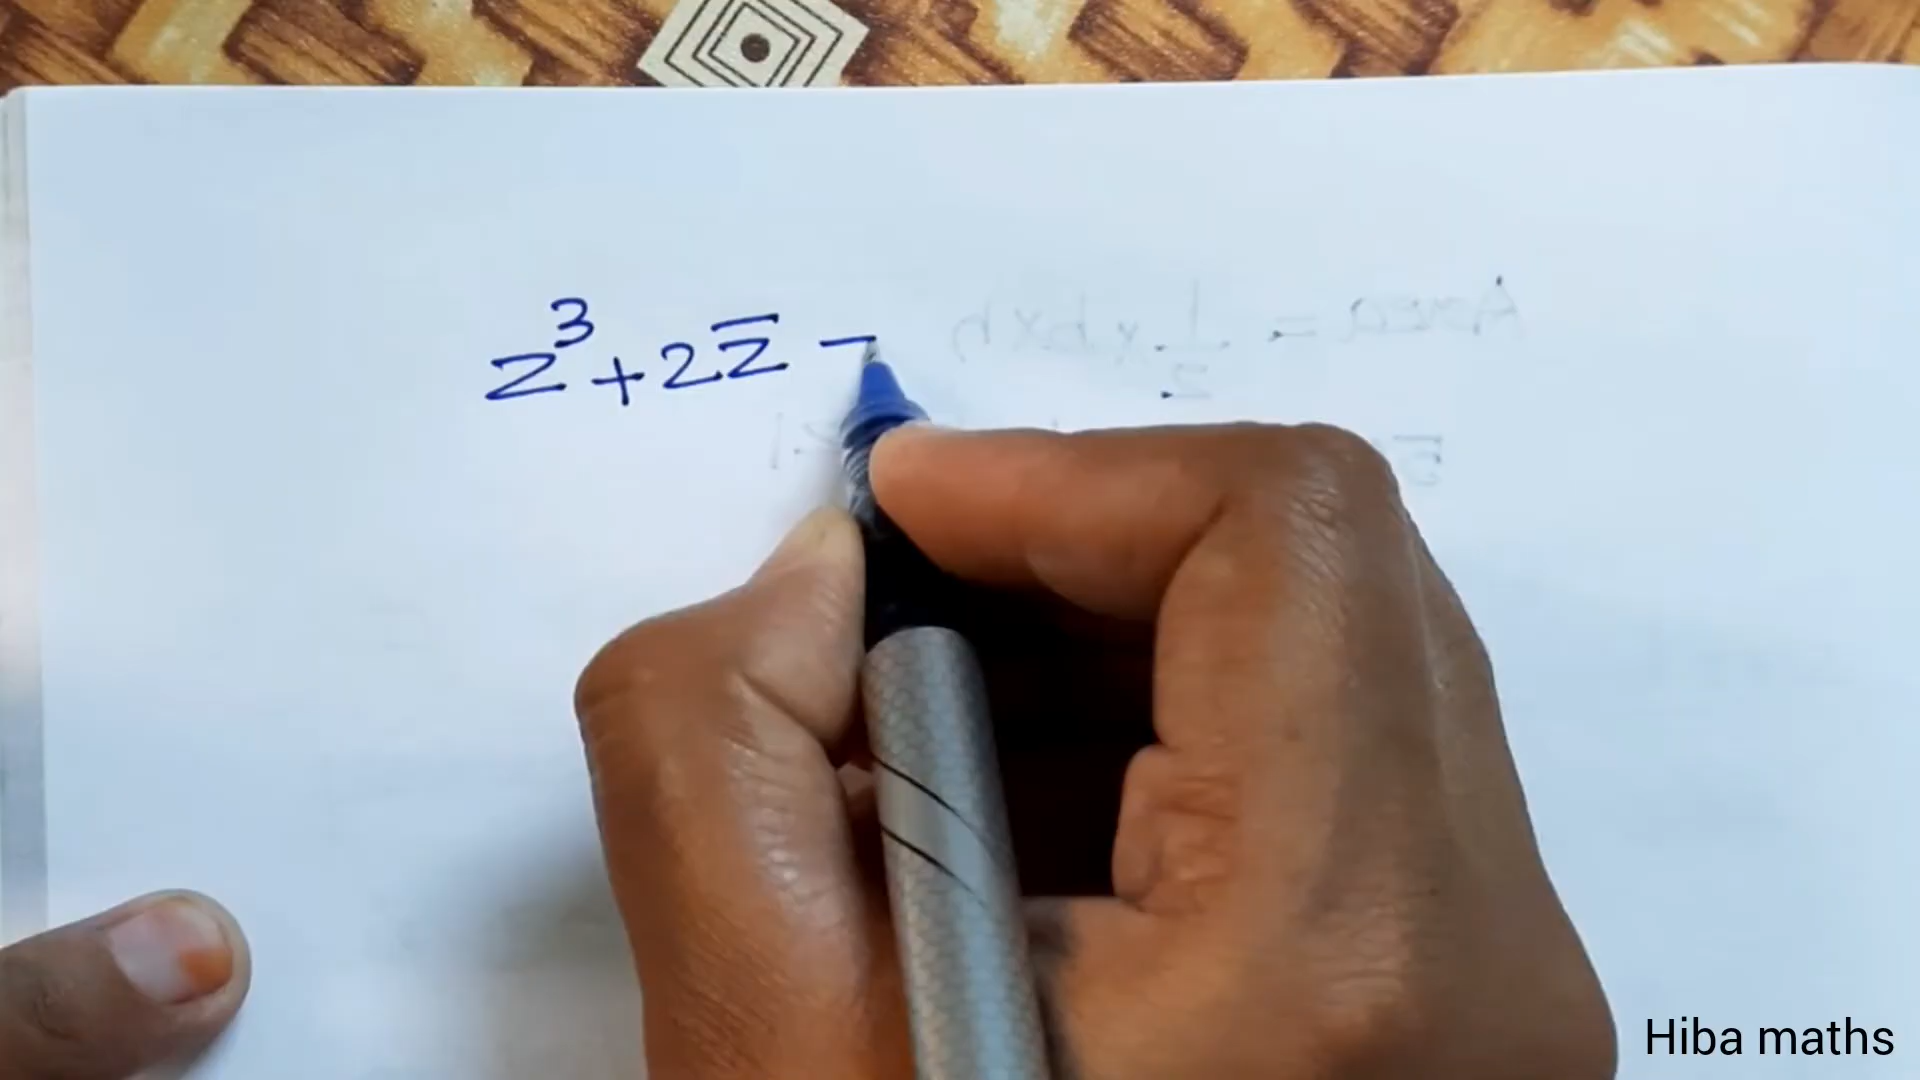 z³ + 2z̄ −
Hiba maths